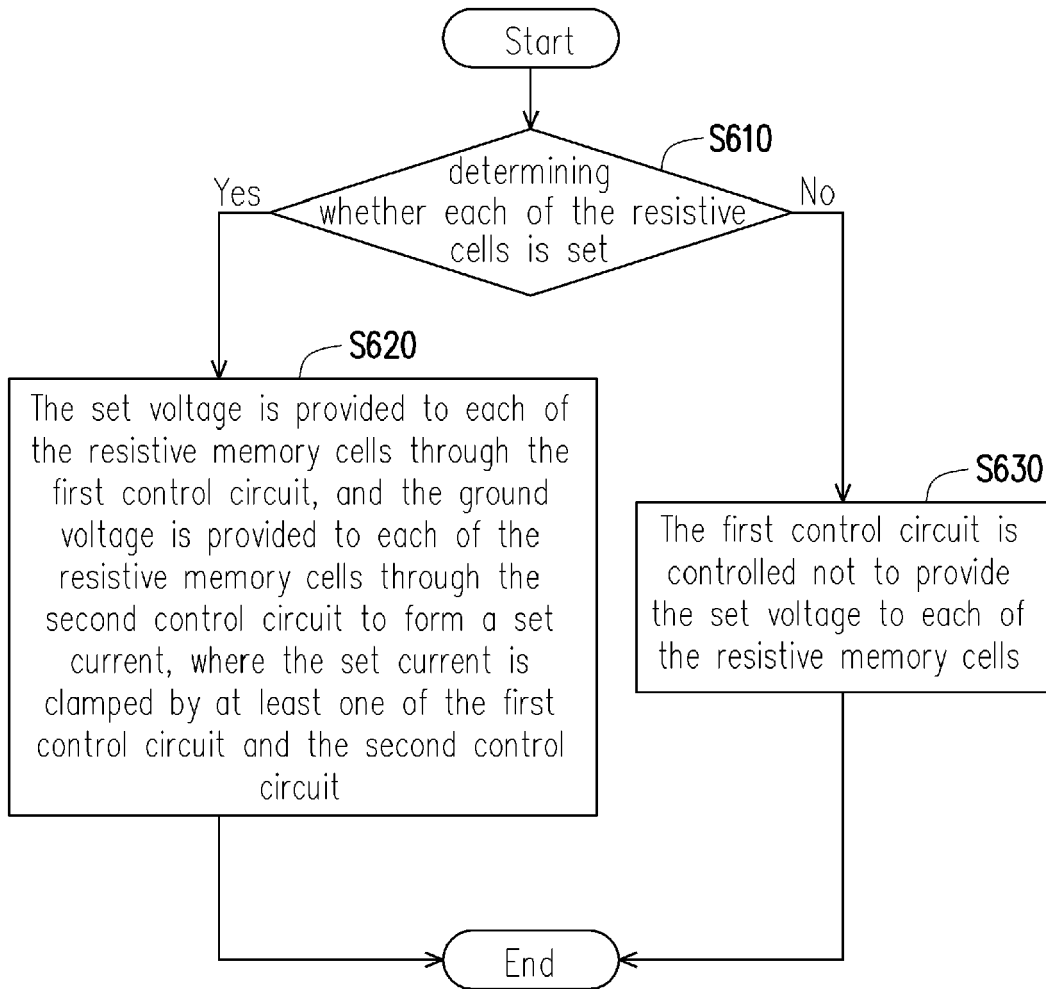 Start
S610
determining
whether each of the resistive
cells is set
Yes
No
S620
The set voltage is provided to each of
the resistive memory cells through the
first control circuit, and the ground
voltage is provided to each of the
resistive memory cells through the
second control circuit to form a set
current, where the set current is
clamped by at least one of the first
control circuit and the second control
circuit
S630
The first control circuit is
controlled not to provide
the set voltage to each of
the resistive memory cells
End